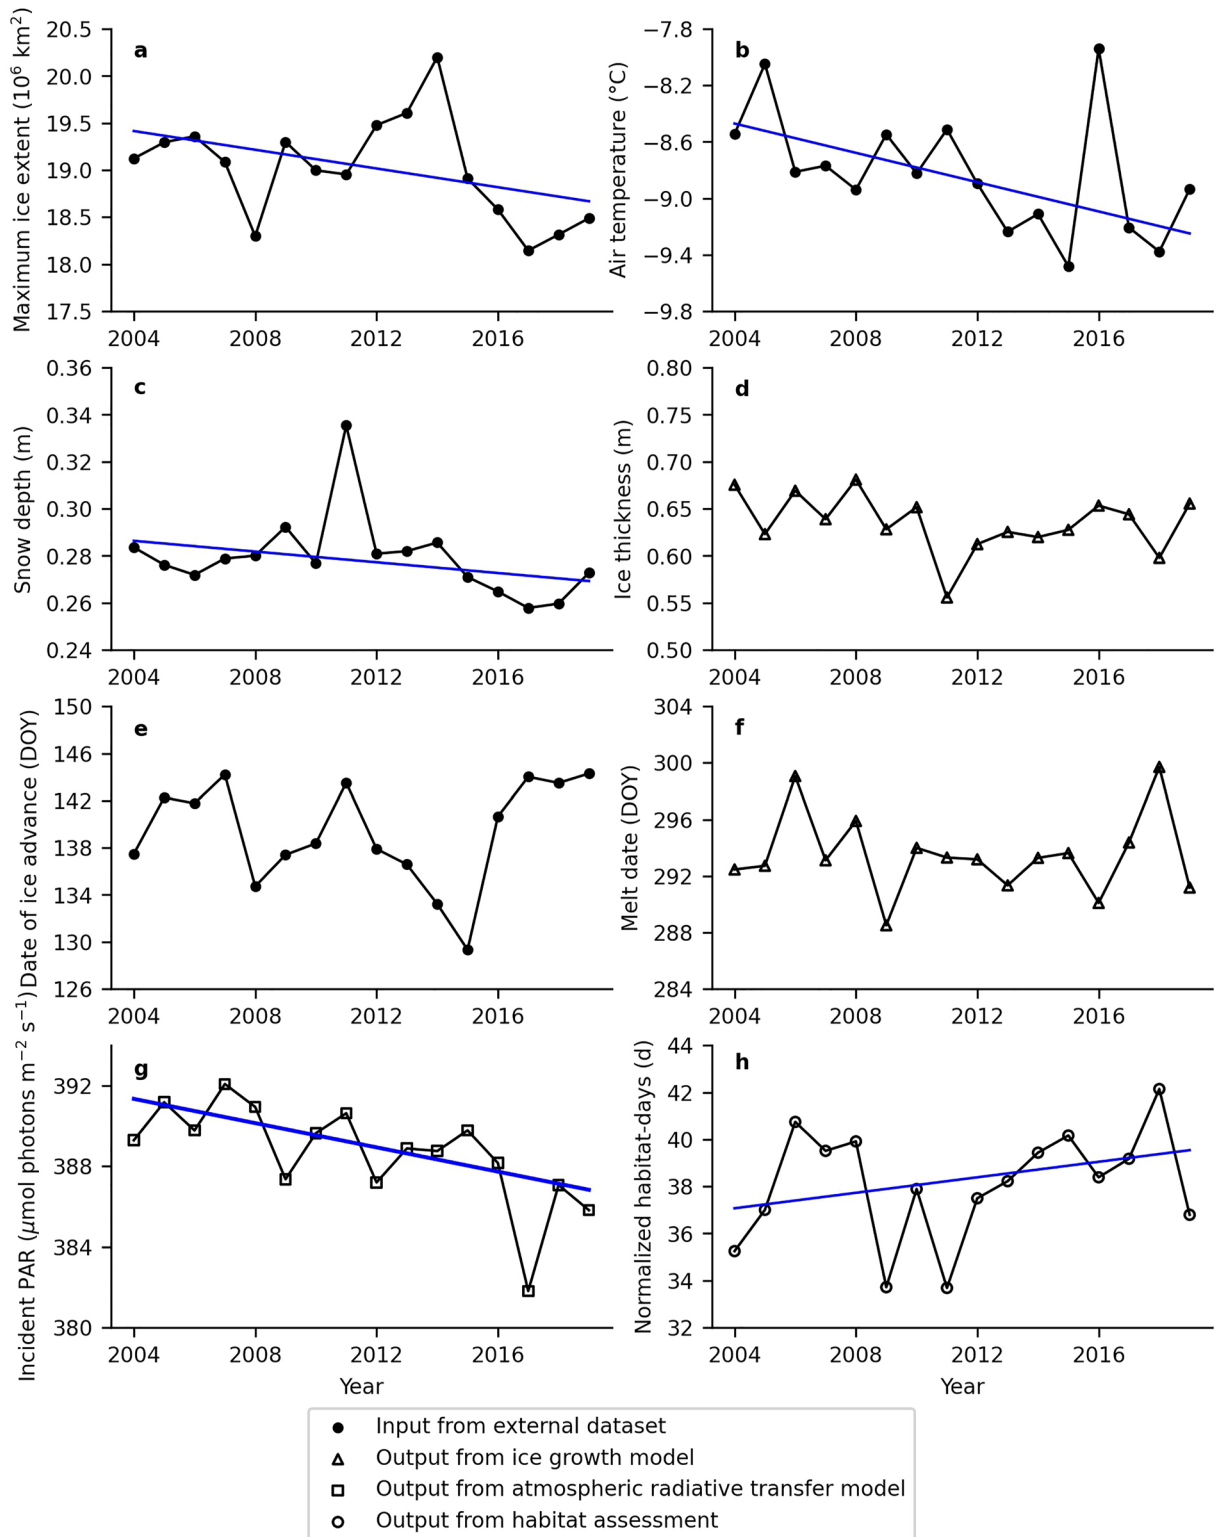 Maximum ice extent (10⁶ km²)
a
20.5
20.0
19.5
19.0
18.5
18.0
17.5
2004 2008 2012 2016
Air temperature (°C)
b
−7.8
−8.2
−8.6
−9.0
−9.4
−9.8
2004 2008 2012 2016
Snow depth (m)
c
0.36
0.34
0.32
0.30
0.28
0.26
0.24
2004 2008 2012 2016
Ice thickness (m)
d
0.80
0.75
0.70
0.65
0.60
0.55
0.50
2004 2008 2012 2016
Date of ice advance (DOY)
e
150
146
142
138
134
130
126
2004 2008 2012 2016
Melt date (DOY)
f
304
300
296
292
288
284
2004 2008 2012 2016
Incident PAR (μmol photons m⁻² s⁻¹)
g
392
388
384
380
2004 2008 2012 2016
Year
Normalized habitat-days (d)
h
44
42
40
38
36
34
32
2004 2008 2012 2016
Year
Input from external dataset
Output from ice growth model
Output from atmospheric radiative transfer model
Output from habitat assessment